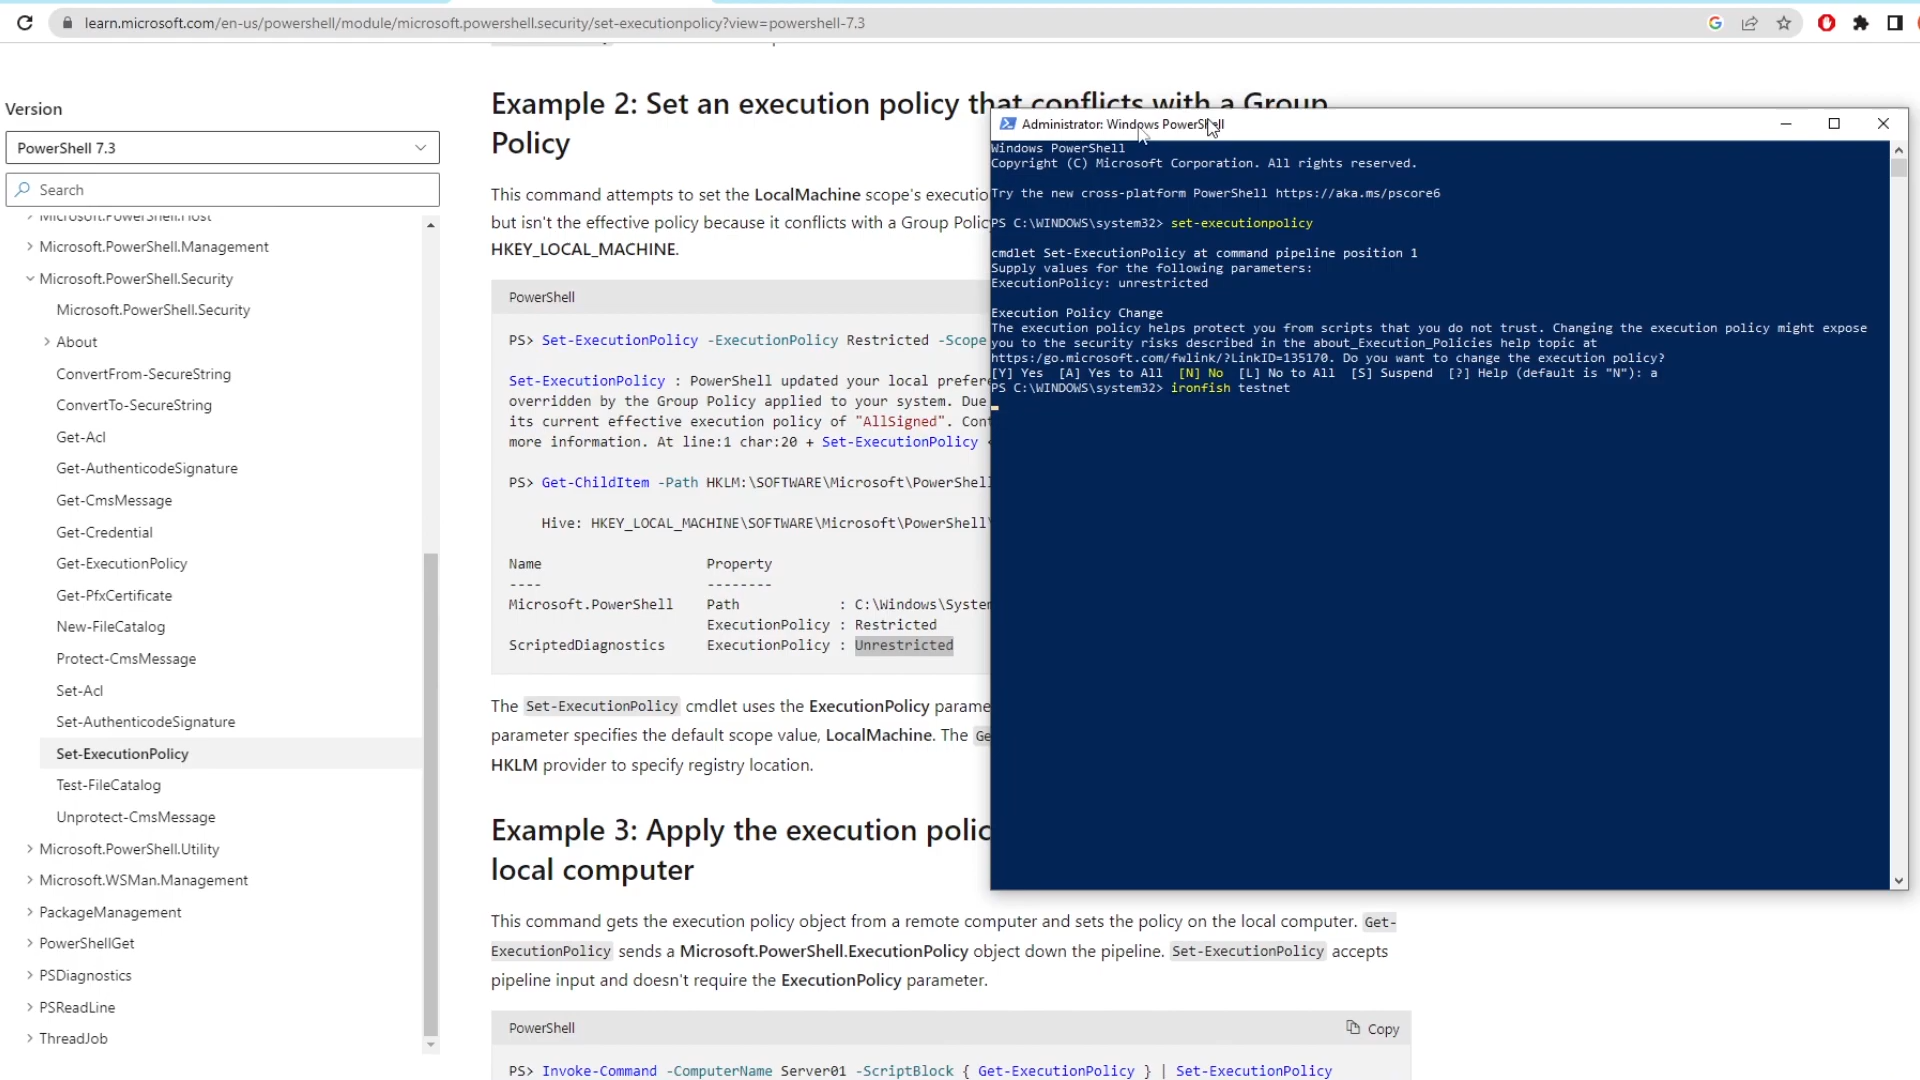 learn.microsoft.com/en-us/powershell/module/microsoft.powershell.security/set-executionpolicy?view=powershell-7.3
Version
PowerShell 7.3
Search
Microsoft.PowerShell.Host
Microsoft.PowerShell.Management
Microsoft.PowerShell.Security
Microsoft.PowerShell.Security
About
ConvertFrom-SecureString
ConvertTo-SecureString
Get-Acl
Get-AuthenticodeSignature
Get-CmsMessage
Get-Credential
Get-ExecutionPolicy
Get-PfxCertificate
New-FileCatalog
Protect-CmsMessage
Set-Acl
Set-AuthenticodeSignature
Set-ExecutionPolicy
Test-FileCatalog
Unprotect-CmsMessage
Microsoft.PowerShell.Utility
Microsoft.WSMan.Management
PackageManagement
PowerShellGet
PSDiagnostics
PSReadLine
ThreadJob
Example 2: Set an execution policy that conflicts with a Group
Policy
This command attempts to set the LocalMachine scope's executio
but isn't the effective policy because it conflicts with a Group Polic
HKEY_LOCAL_MACHINE.
PowerShell
PS> Set-ExecutionPolicy -ExecutionPolicy Restricted -Scope
Set-ExecutionPolicy : PowerShell updated your local prefere
overridden by the Group Policy applied to your system. Due
its current effective execution policy of "AllSigned". Cont
more information. At line:1 char:20 + Set-ExecutionPolicy <
PS> Get-ChildItem -Path HKLM:\SOFTWARE\Microsoft\PowerShell
Hive: HKEY_LOCAL_MACHINE\SOFTWARE\Microsoft\PowerShell\
Name Property
---- --------
Microsoft.PowerShell Path : C:\Windows\System
ExecutionPolicy : Restricted
ScriptedDiagnostics ExecutionPolicy : Unrestricted
The Set-ExecutionPolicy cmdlet uses the ExecutionPolicy parame
parameter specifies the default scope value, LocalMachine. The Ge
HKLM provider to specify registry location.
Example 3: Apply the execution polic
local computer
This command gets the execution policy object from a remote computer and sets the policy on the local computer. Get-
ExecutionPolicy sends a Microsoft.PowerShell.ExecutionPolicy object down the pipeline. Set-ExecutionPolicy accepts
pipeline input and doesn't require the ExecutionPolicy parameter.
PowerShell
Copy
PS> Invoke-Command -ComputerName Server01 -ScriptBlock { Get-ExecutionPolicy } | Set-ExecutionPolicy
Administrator: Windows PowerShell
Windows PowerShell
Copyright (C) Microsoft Corporation. All rights reserved.
Try the new cross-platform PowerShell https://aka.ms/pscore6
PS C:\WINDOWS\system32> set-executionpolicy
cmdlet Set-ExecutionPolicy at command pipeline position 1
Supply values for the following parameters:
ExecutionPolicy: unrestricted
Execution Policy Change
The execution policy helps protect you from scripts that you do not trust. Changing the execution policy might expose
you to the security risks described in the about_Execution_Policies help topic at
https:/go.microsoft.com/fwlink/?LinkID=135170. Do you want to change the execution policy?
[Y] Yes [A] Yes to All [N] No [L] No to All [S] Suspend [?] Help (default is "N"): a
PS C:\WINDOWS\system32> ironfish testnet